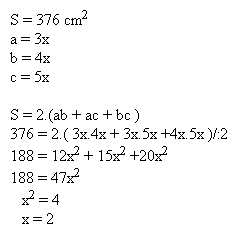 S = 376 cm²
a = 3x
b = 4x
c = 5x
S = 2.(ab + ac + bc )
376 = 2.( 3x.4x + 3x.5x +4x.5x )/:2
188 = 12x² + 15x² +20x²
188 = 47x²
x² = 4
x = 2